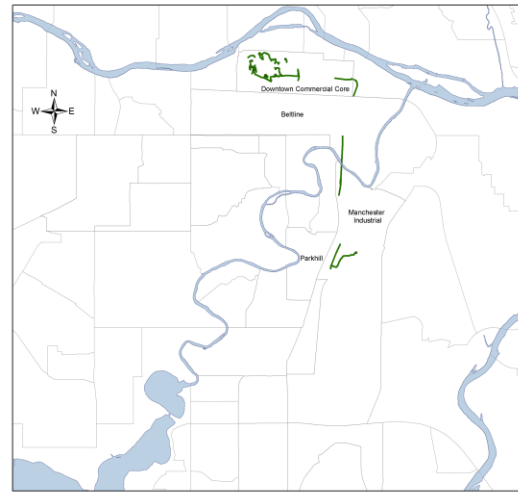 Downtown Commercial Core
N
W E
S
Beltline
Manchester
Industrial
Parkhill